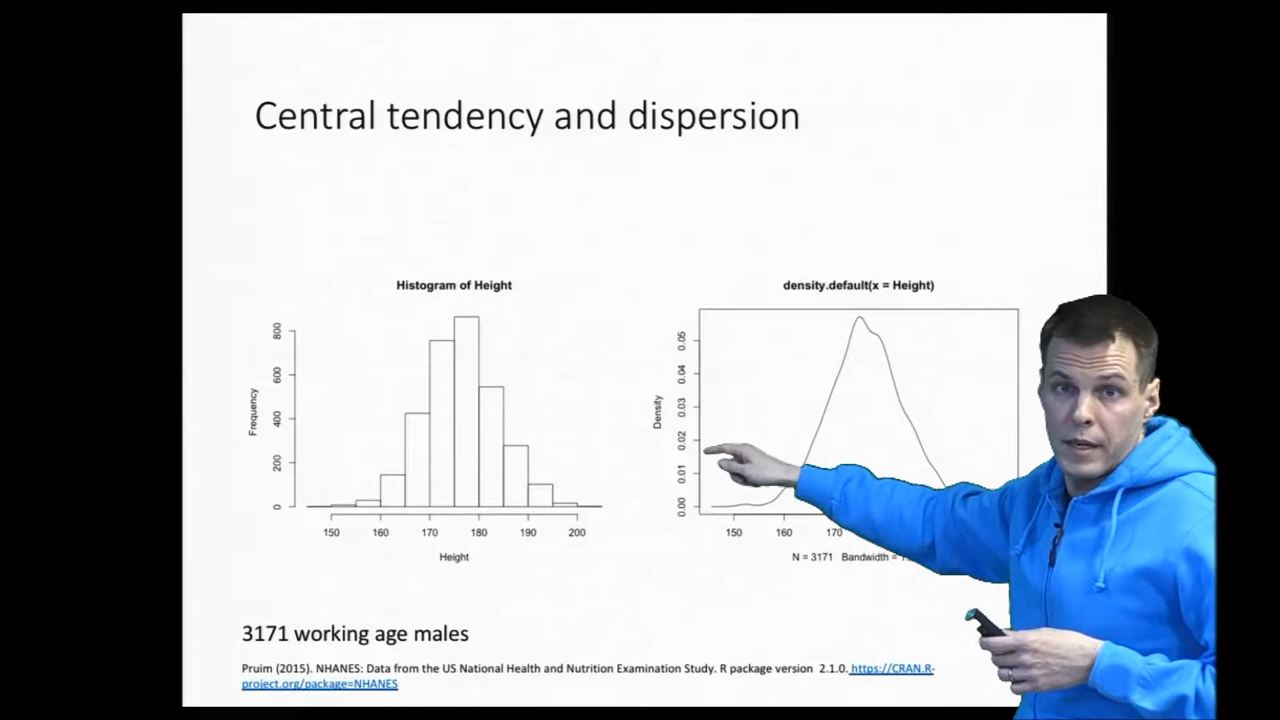 Central tendency and dispersion
Histogram of Height
800
600
400
200
0
Frequency
150 160 170 180 190 200
Height
density.default(x = Height)
0.05
0.04
0.03
0.02
0.01
0.00
Density
150 160 170
N = 3171 Bandwidth =
3171 working age males
Pruim (2015). NHANES: Data from the US National Health and Nutrition Examination Study. R package version 2.1.0. https://CRAN.R-
project.org/package=NHANES